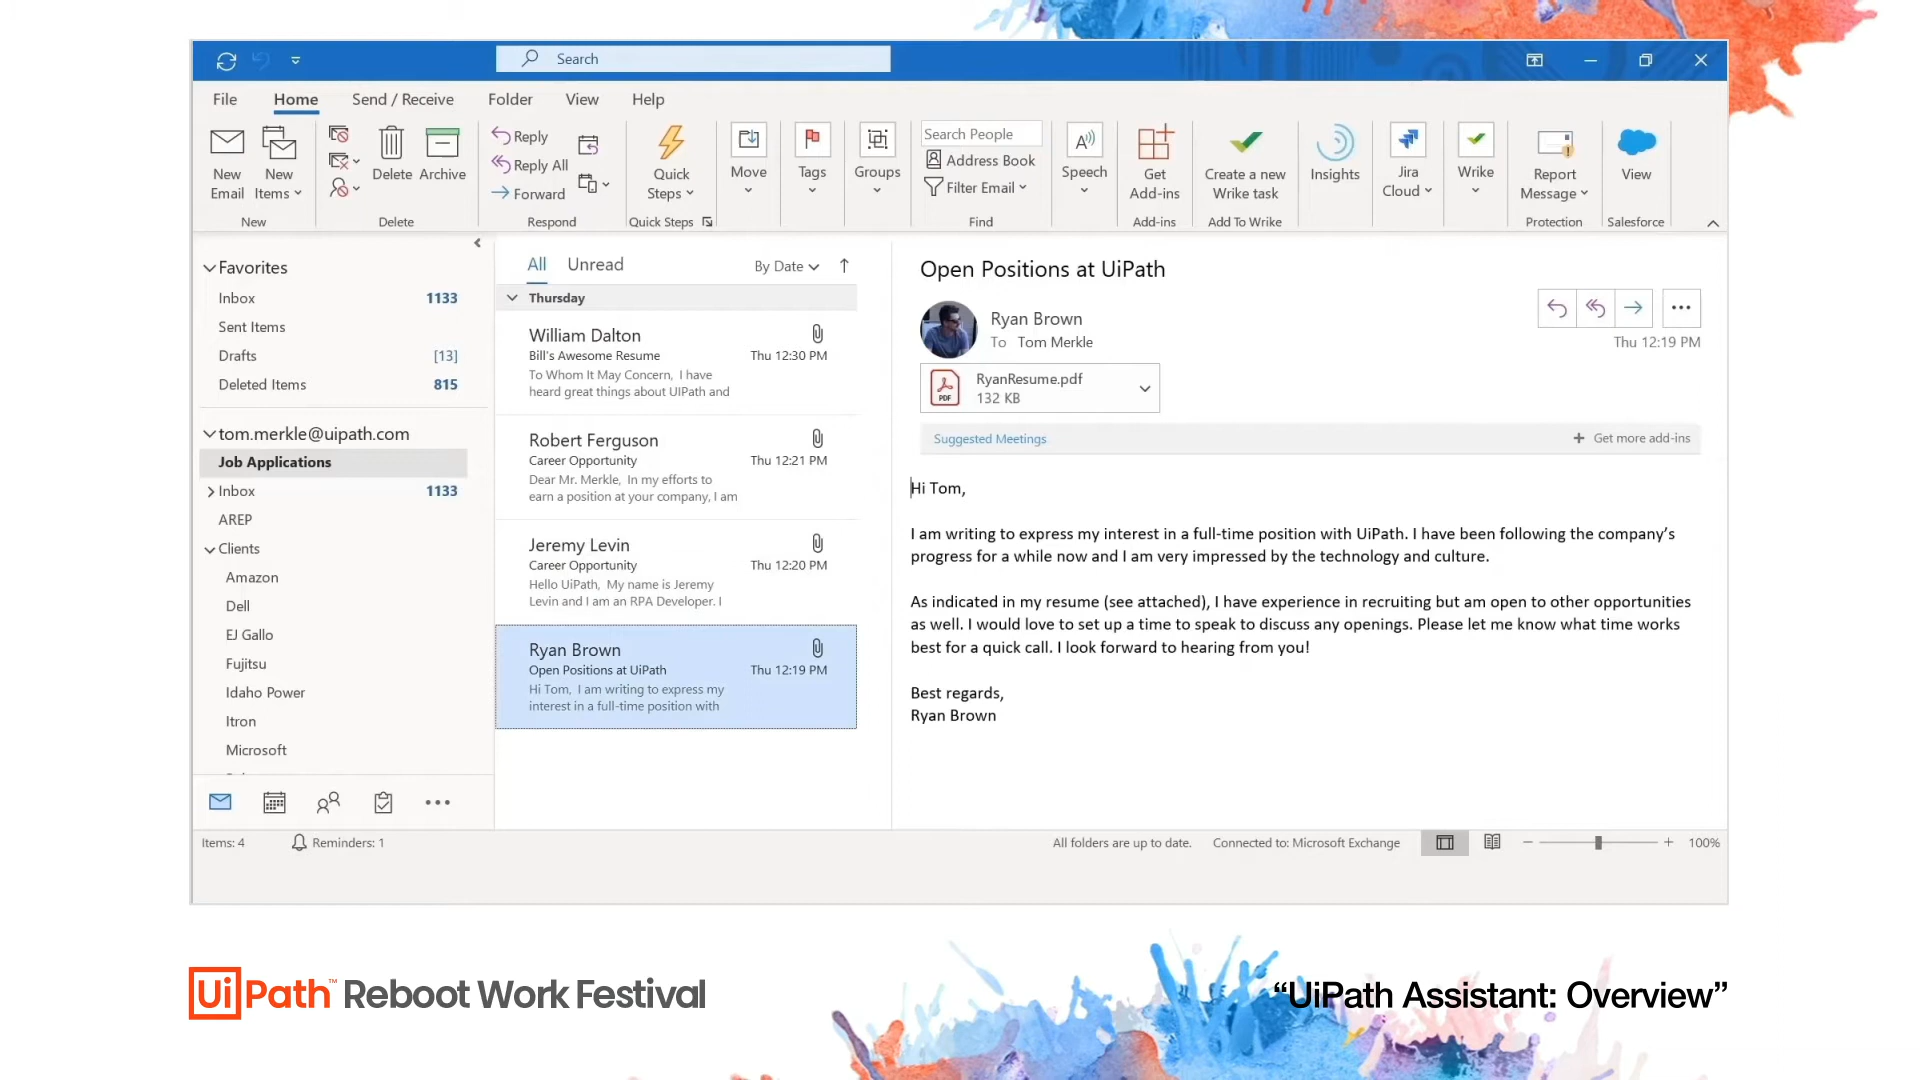 Search
File Home Send / Receive Folder View Help
New Email
New Items
New
Delete
Archive
Delete
Reply
Reply All
Forward
Respond
Quick Steps
Quick Steps
Move
Tags
Groups
Search People
Address Book
Filter Email
Find
Speech
Get Add-ins
Add-ins
Create a new Wrike task
Add To Wrike
Insights
Jira Cloud
Wrike
Report Message
Protection
View
Salesforce
Favorites
Inbox 1133
Sent Items
Drafts [13]
Deleted Items 815
tom.merkle@uipath.com
Job Applications
Inbox 1133
AREP
Clients
Amazon
Dell
EJ Gallo
Fujitsu
Idaho Power
Itron
Microsoft
All Unread By Date
Thursday
William Dalton
Bill's Awesome Resume Thu 12:30 PM
To Whom It May Concern, I have
heard great things about UIPath and
Robert Ferguson
Career Opportunity Thu 12:21 PM
Dear Mr. Merkle, In my efforts to
earn a position at your company, I am
Jeremy Levin
Career Opportunity Thu 12:20 PM
Hello UiPath, My name is Jeremy
Levin and I am an RPA Developer. I
Ryan Brown
Open Positions at UiPath Thu 12:19 PM
Hi Tom, I am writing to express my
interest in a full-time position with
Open Positions at UiPath
Ryan Brown
To Tom Merkle
Thu 12:19 PM
PDF
RyanResume.pdf
132 KB
Suggested Meetings
+ Get more add-ins
Hi Tom,
I am writing to express my interest in a full-time position with UiPath. I have been following the company's
progress for a while now and I am very impressed by the technology and culture.
As indicated in my resume (see attached), I have experience in recruiting but am open to other opportunities
as well. I would love to set up a time to speak to discuss any openings. Please let me know what time works
best for a quick call. I look forward to hearing from you!
Best regards,
Ryan Brown
Items: 4 Reminders: 1 All folders are up to date. Connected to: Microsoft Exchange 100%
UiPath™ Reboot Work Festival
“UiPath Assistant: Overview”